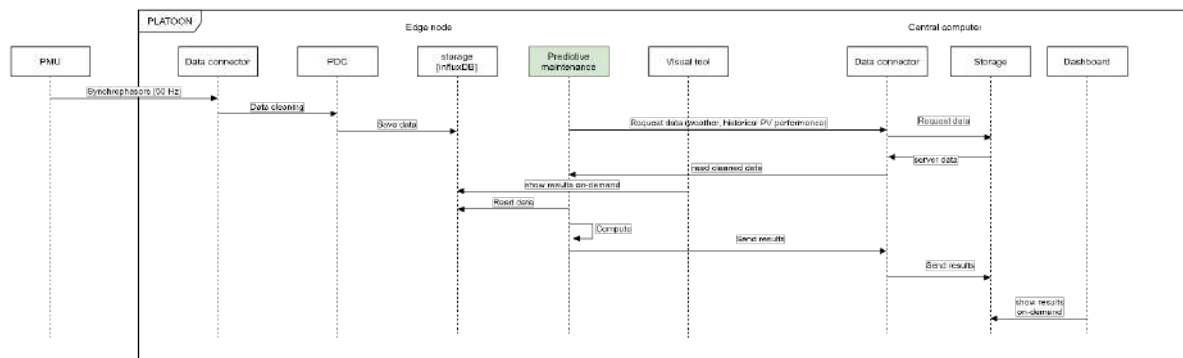 PLATOON
Edge node
Central computer
PMU
Data connector
PDC
storage
[influxDB]
Predictive
maintenance
Visual tool
Data connector
Storage
Dashboard
Synchrophasors (50 Hz)
Data cleaning
Save data
Request data (weather, historical PV performance)
Request data
server data
read cleaned data
show results on-demand
Read data
Compute
Send results
Send results
show results
on-demand